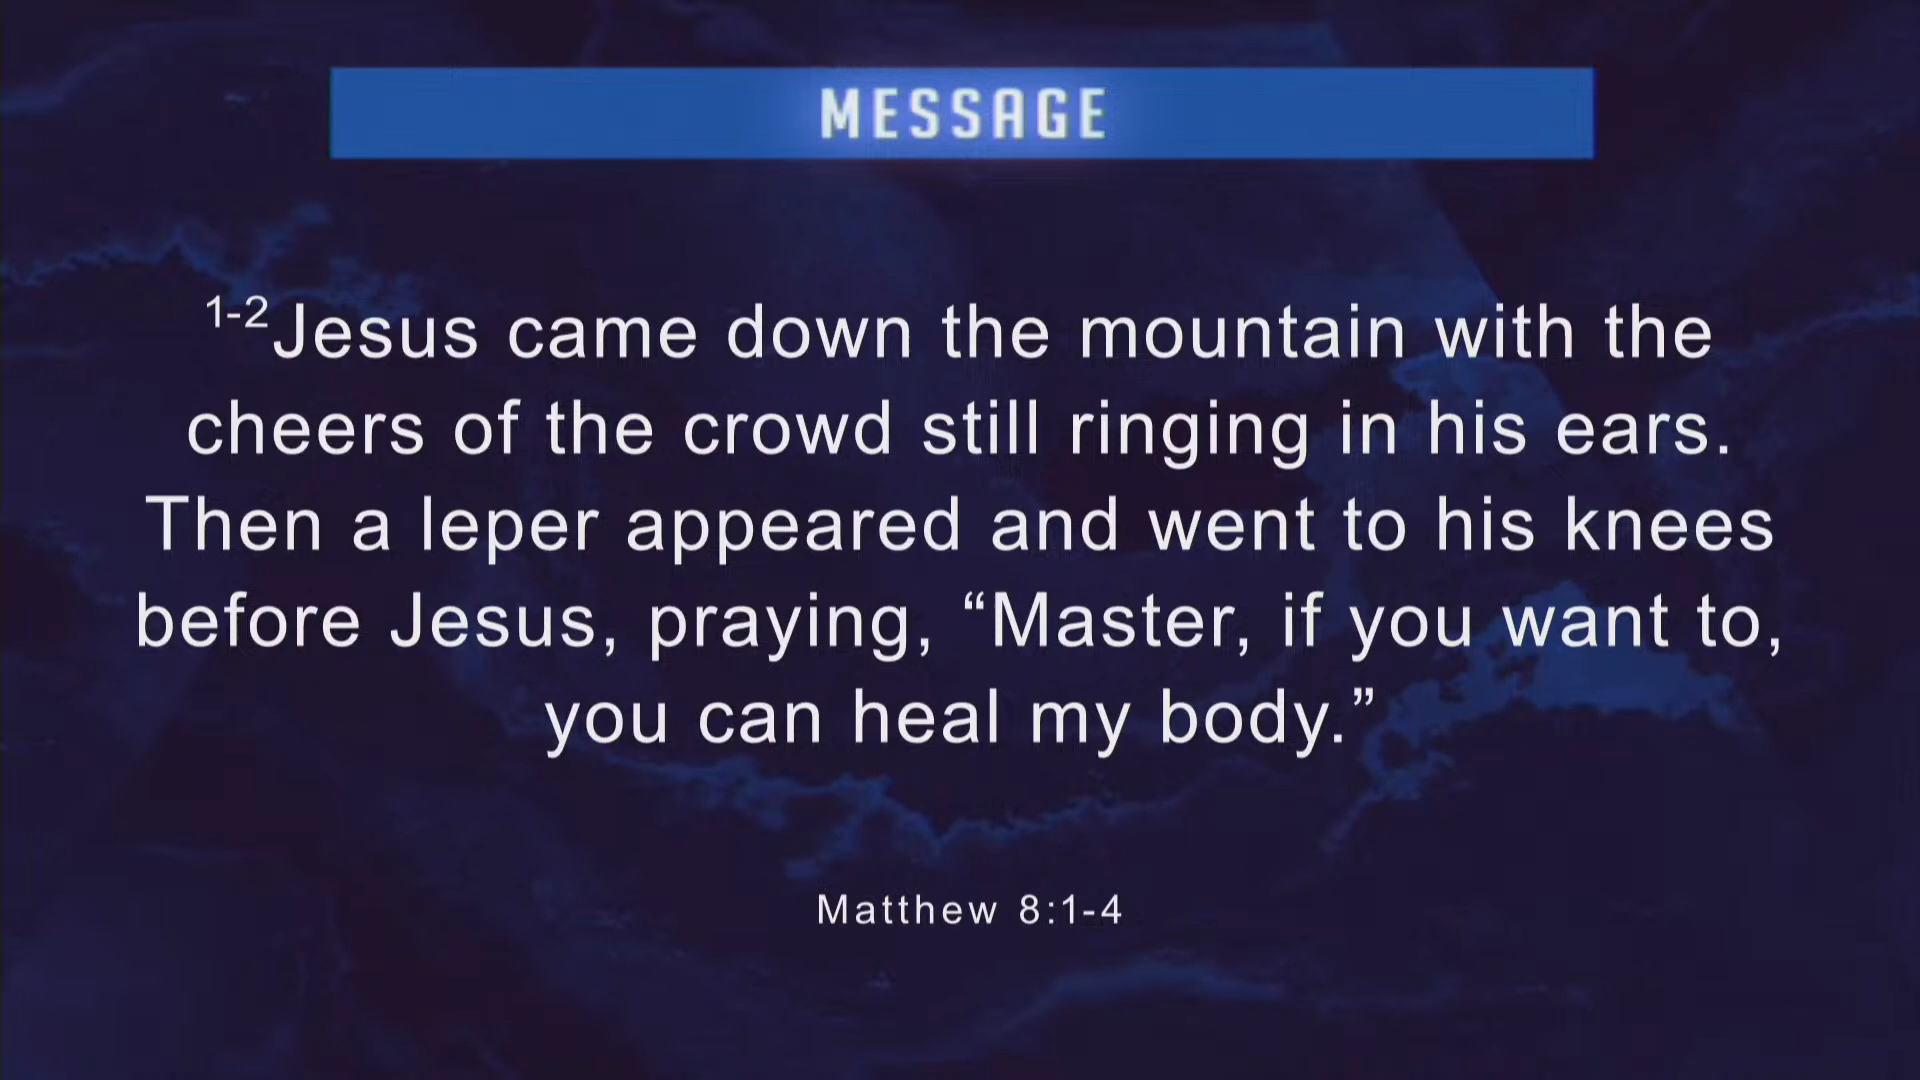 MESSAGE
1-2Jesus came down the mountain with the
cheers of the crowd still ringing in his ears.
Then a leper appeared and went to his knees
before Jesus, praying, “Master, if you want to,
you can heal my body.”
Matthew 8:1-4